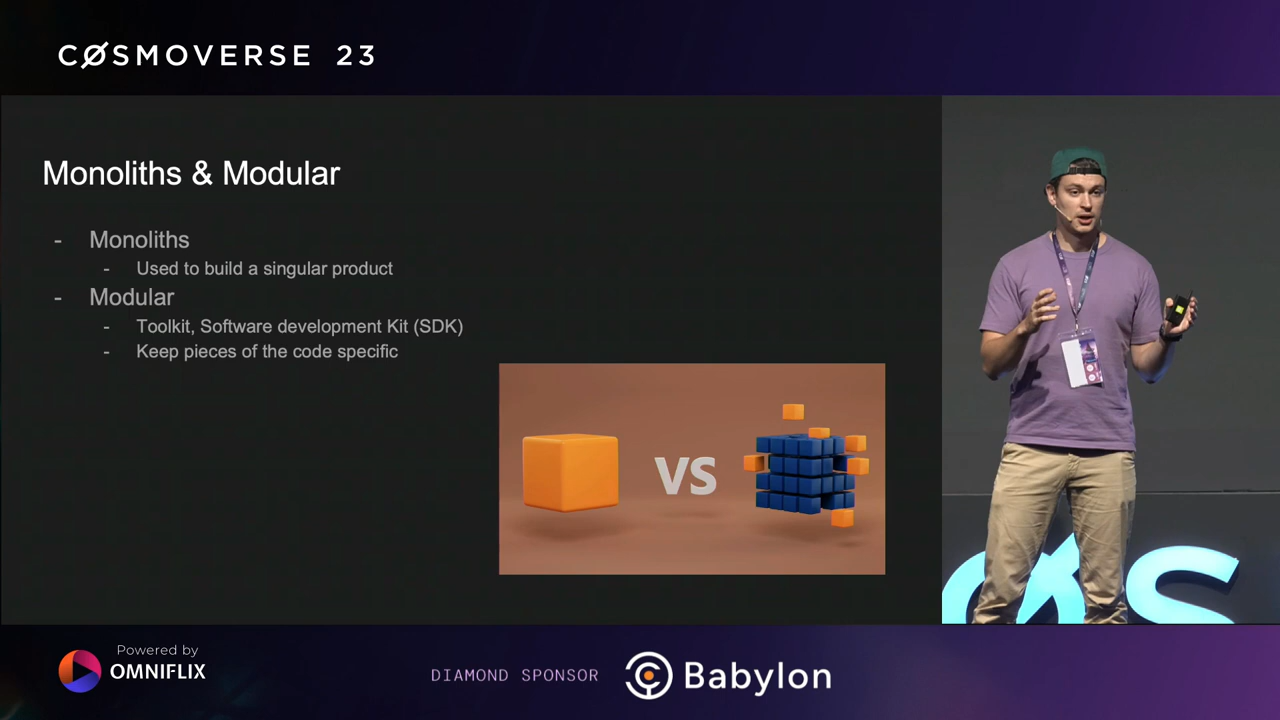 CØSMOVERSE 23
Monoliths & Modular
- Monoliths
- Used to build a singular product
- Modular
- Toolkit, Software development Kit (SDK)
- Keep pieces of the code specific
VS
ØS
Powered by
OMNIFLIX
DIAMOND SPONSOR
Babylon